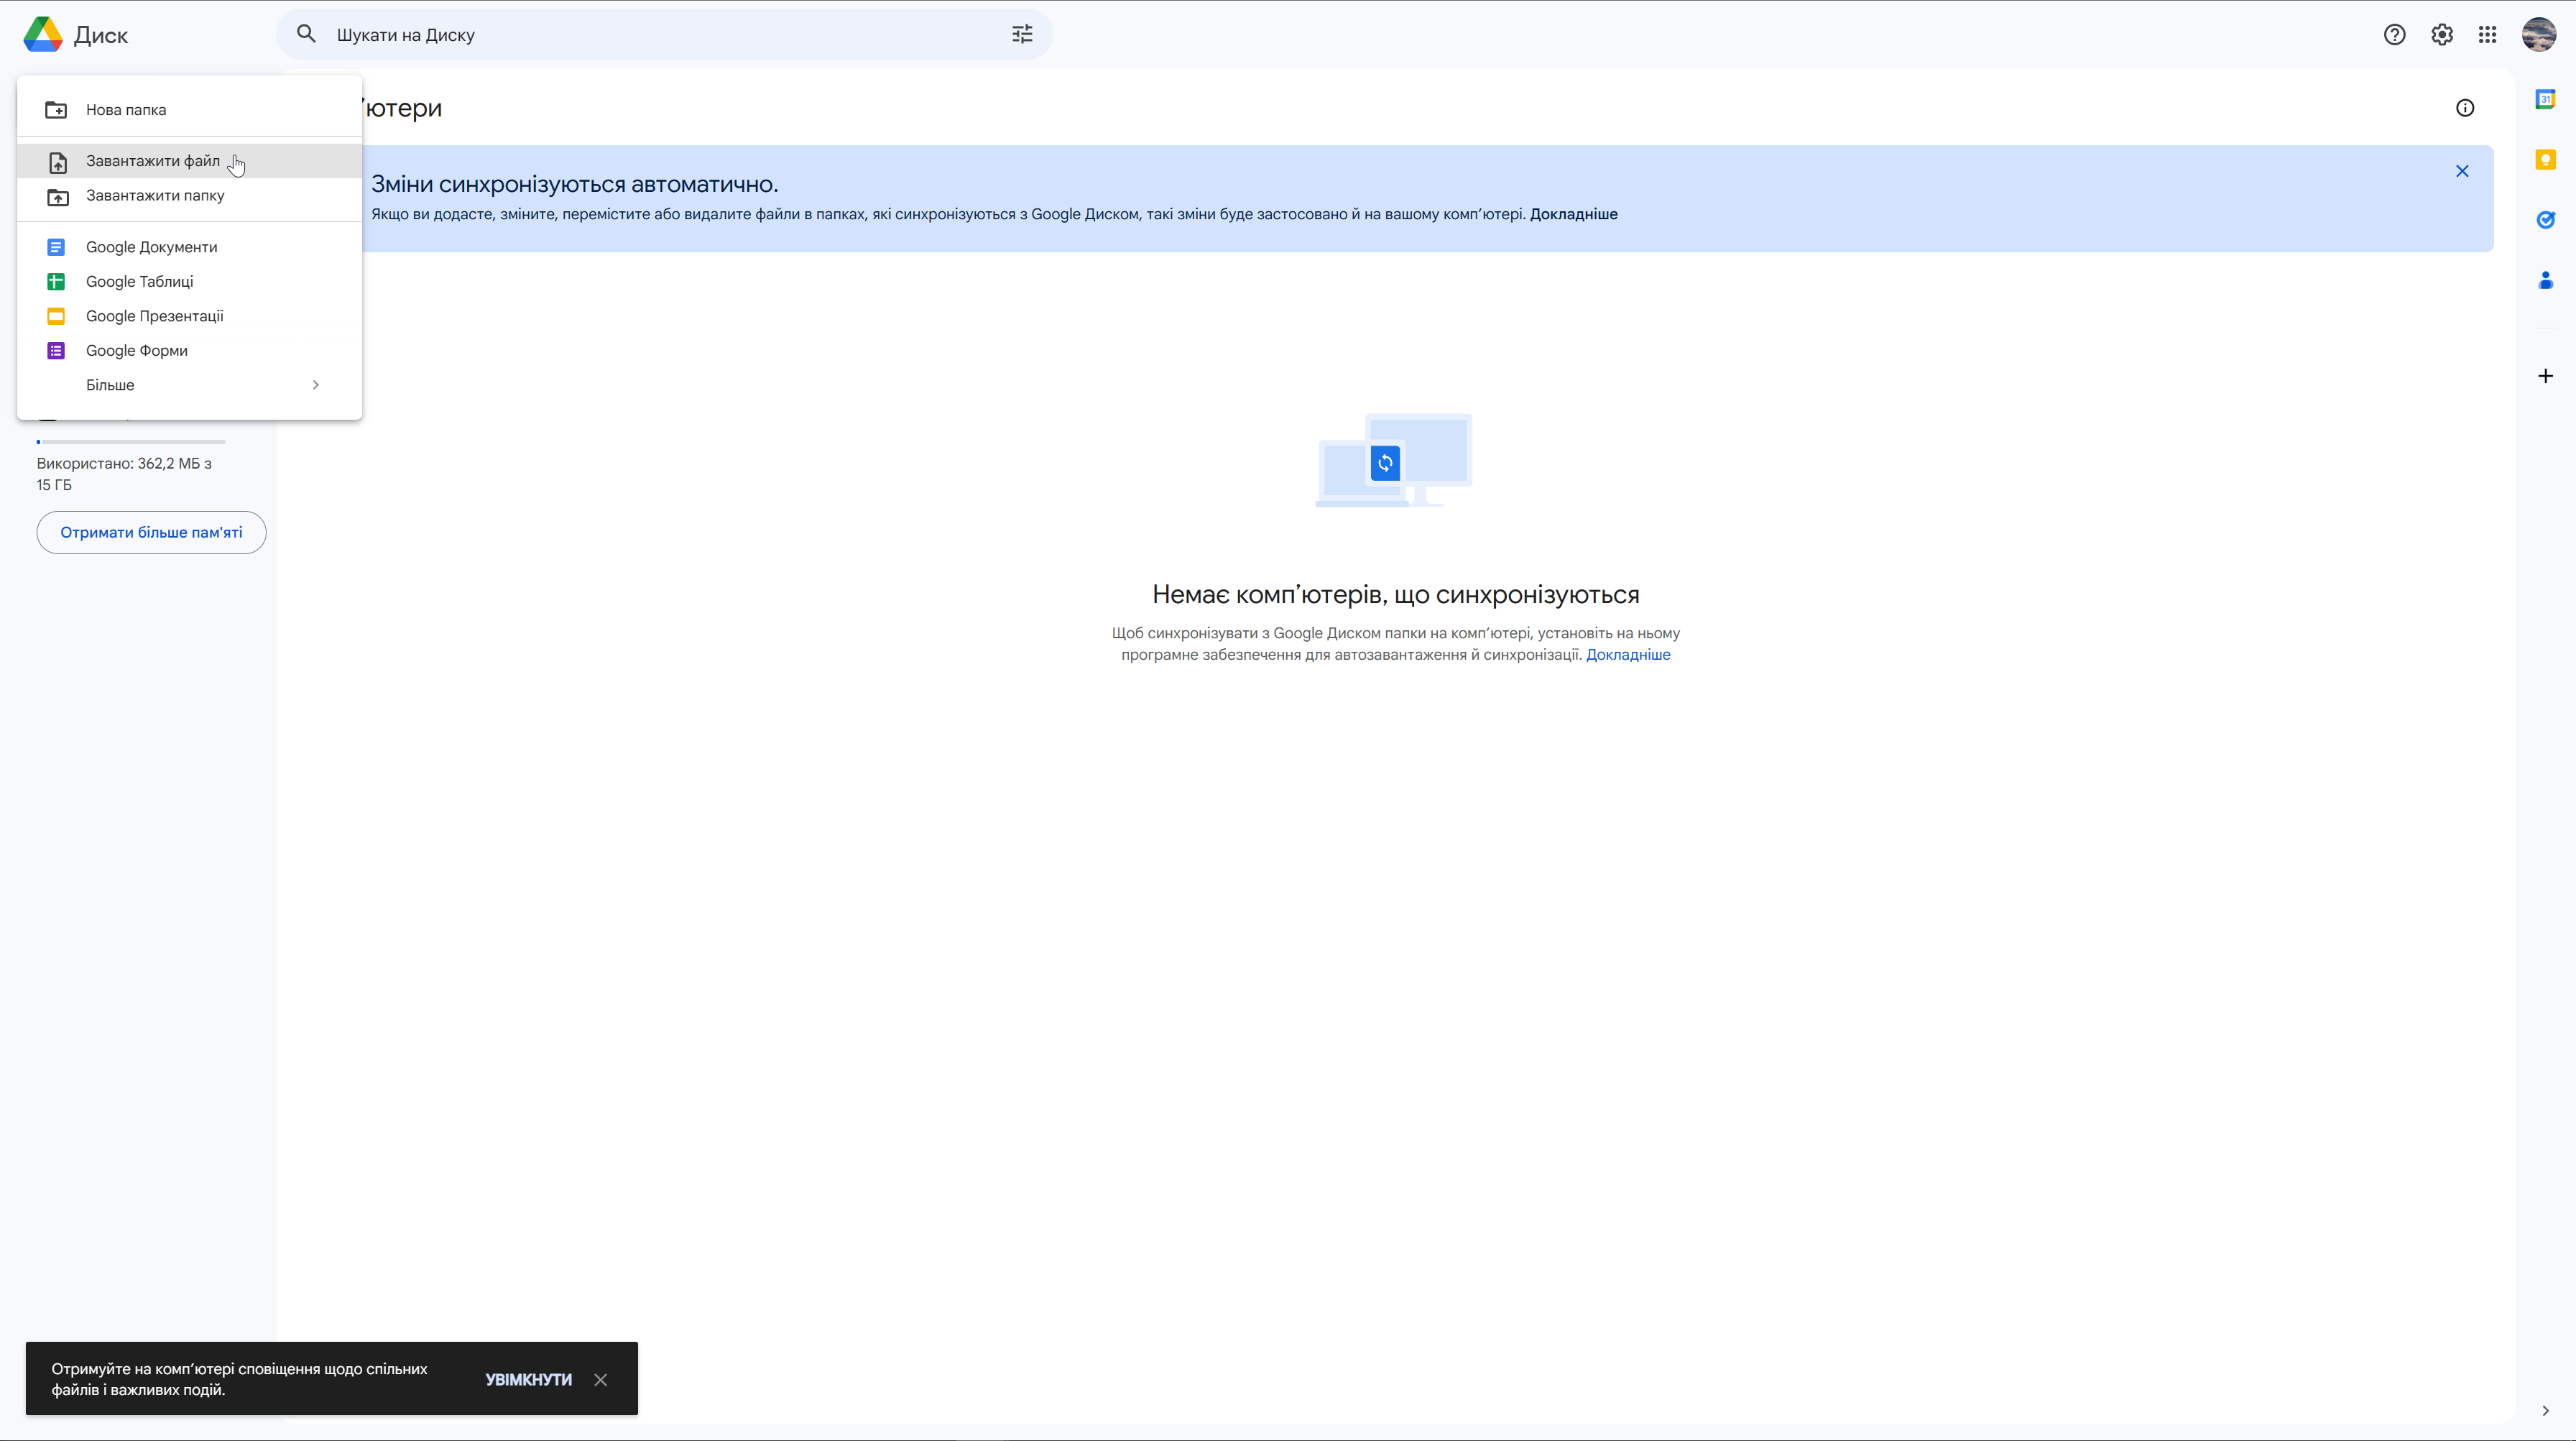 Диск
Шукати на Диску
Нова папка
Завантажити файл
Завантажити папку
Google Документи
Google Таблиці
Google Презентації
Google Форми
Більше
Використано: 362,2 МБ з
15 ГБ
Отримати більше пам'яті
'ютери
Зміни синхронізуються автоматично.
Якщо ви додасте, зміните, перемістите або видалите файли в папках, які синхронізуються з Google Диском, такі зміни буде застосовано й на вашому комп’ютері. Докладніше
Немає комп’ютерів, що синхронізуються
Щоб синхронізувати з Google Диском папки на комп’ютері, установіть на ньому
програмне забезпечення для автозавантаження й синхронізації. Докладніше
31
Отримуйте на комп’ютері сповіщення щодо спільних
файлів і важливих подій.
УВІМКНУТИ